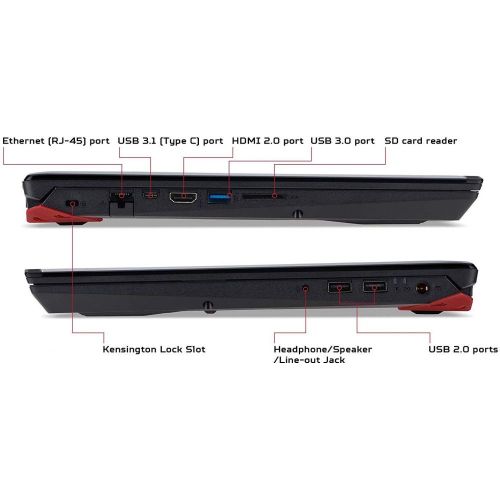 Ethernet (RJ-45) port
USB 3.1 (Type C) port
HDMI 2.0 port
USB 3.0 port
SD card reader
Kensington Lock Slot
Headphone/Speaker
/Line-out Jack
USB 2.0 ports